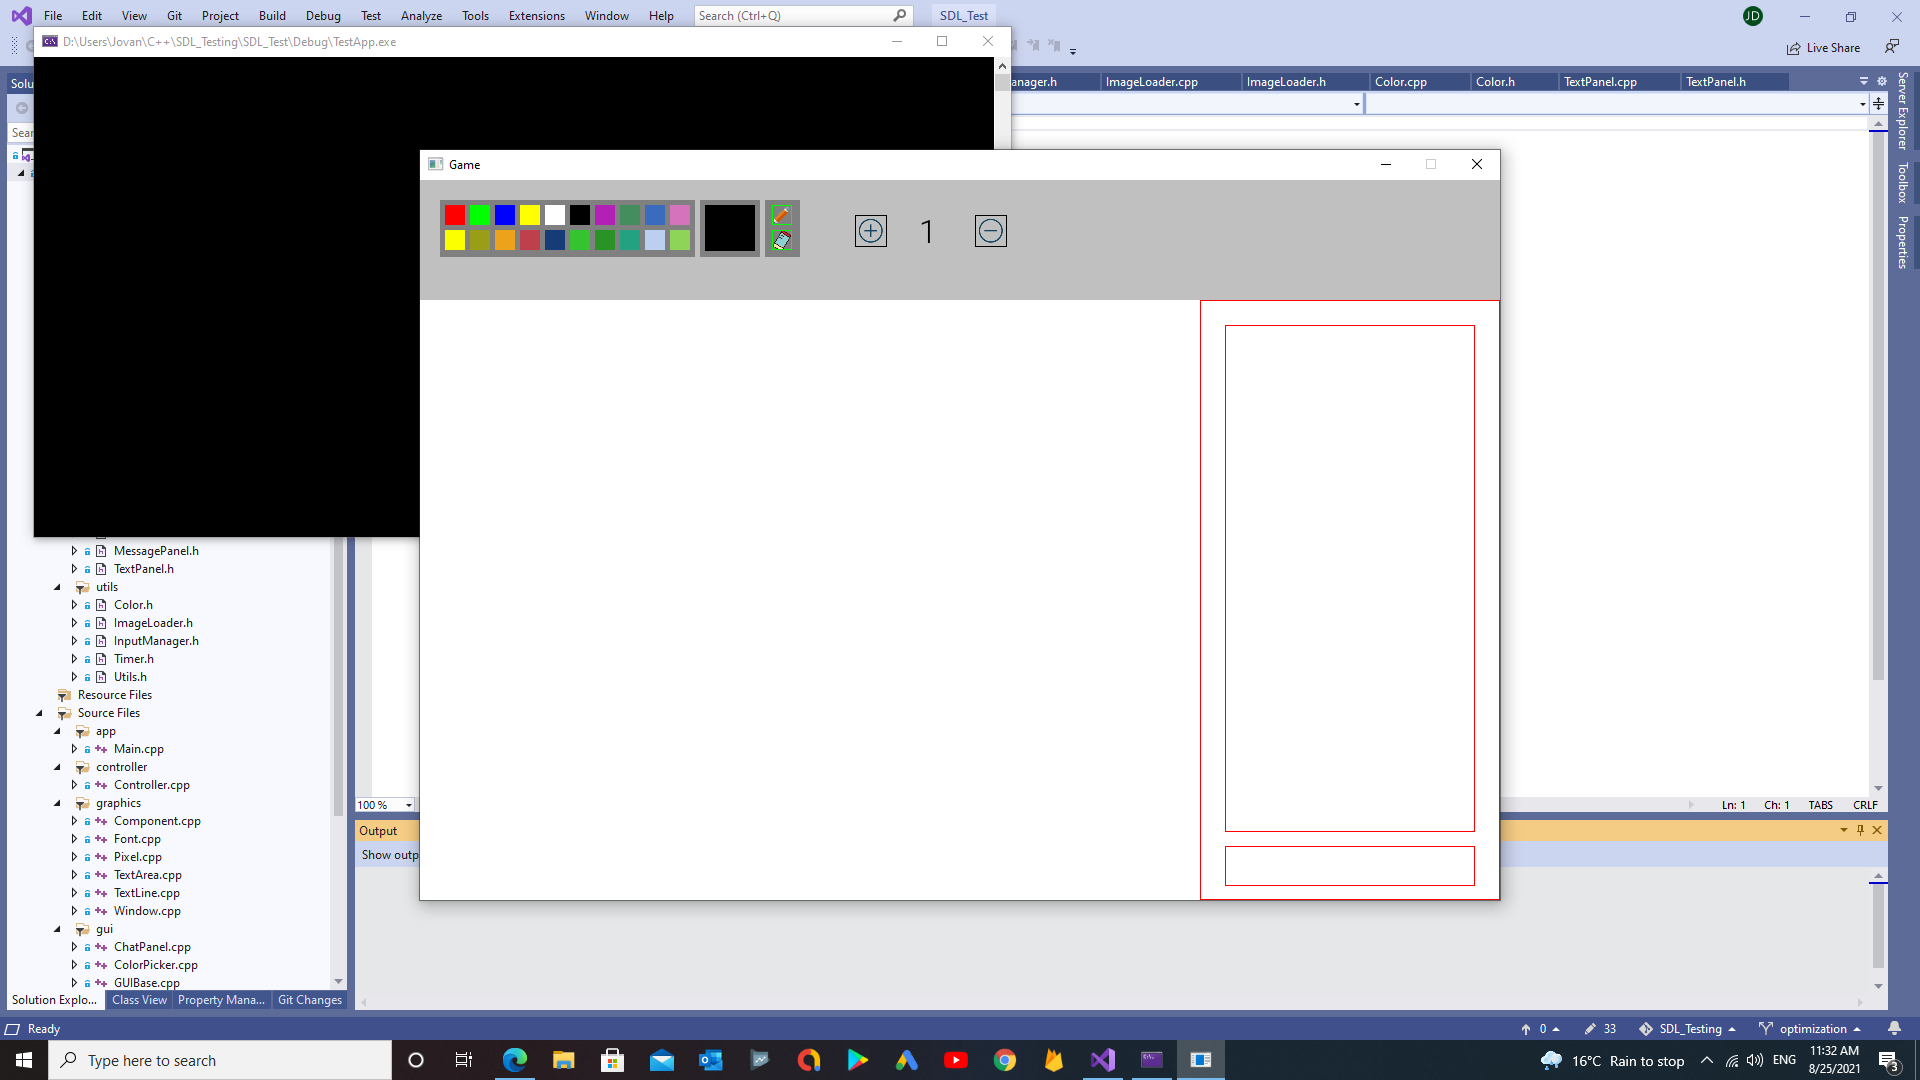 File Edit View Git Project Build Debug Test Analyze Tools Extensions Window Help Search (Ctrl+Q) SDL_Test JD
D:\Users\Jovan\C++\SDL_Testing\SDL_Test\Debug\TestApp.exe
Live Share
Solu
anager.h ImageLoader.cpp ImageLoader.h Color.cpp Color.h TextPanel.cpp TextPanel.h
Sear
Server Explorer
Toolbox
Properties
Game
1
MessagePanel.h
TextPanel.h
utils
Color.h
ImageLoader.h
InputManager.h
Timer.h
Utils.h
Resource Files
Source Files
app
Main.cpp
controller
Controller.cpp
graphics
Component.cpp
Font.cpp
Pixel.cpp
TextArea.cpp
TextLine.cpp
Window.cpp
gui
ChatPanel.cpp
ColorPicker.cpp
GUIBase.cpp
100 % Ln: 1 Ch: 1 TABS CRLF
Output
Show outp
Solution Explo... Class View Property Mana... Git Changes
Ready 0 33 SDL_Testing optimization
Type here to search 16°C Rain to stop ENG 11:32 AM
8/25/2021 3